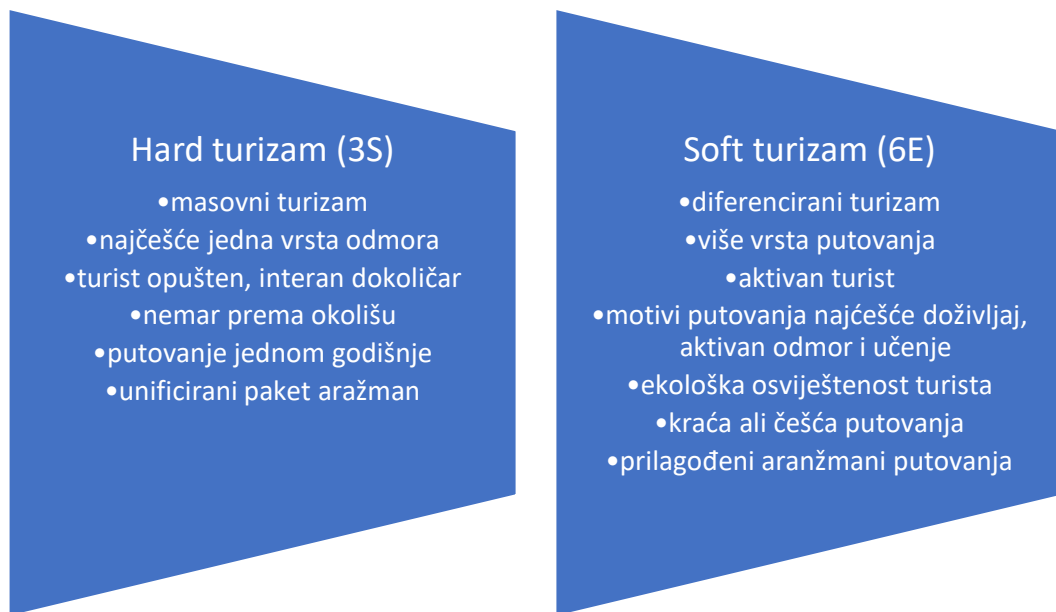 Hard turizam (3S)
•masovni turizam
•najčešće jedna vrsta odmora
•turist opušten, interan dokoličar
•nemar prema okolišu
•putovanje jednom godišnje
•unificirani paket aražman
Soft turizam (6E)
•diferencirani turizam
•više vrsta putovanja
•aktivan turist
•motivi putovanja najćešće doživljaj,
aktivan odmor i učenje
•ekološka osviještenost turista
•kraća ali češća putovanja
•prilagođeni aranžmani putovanja